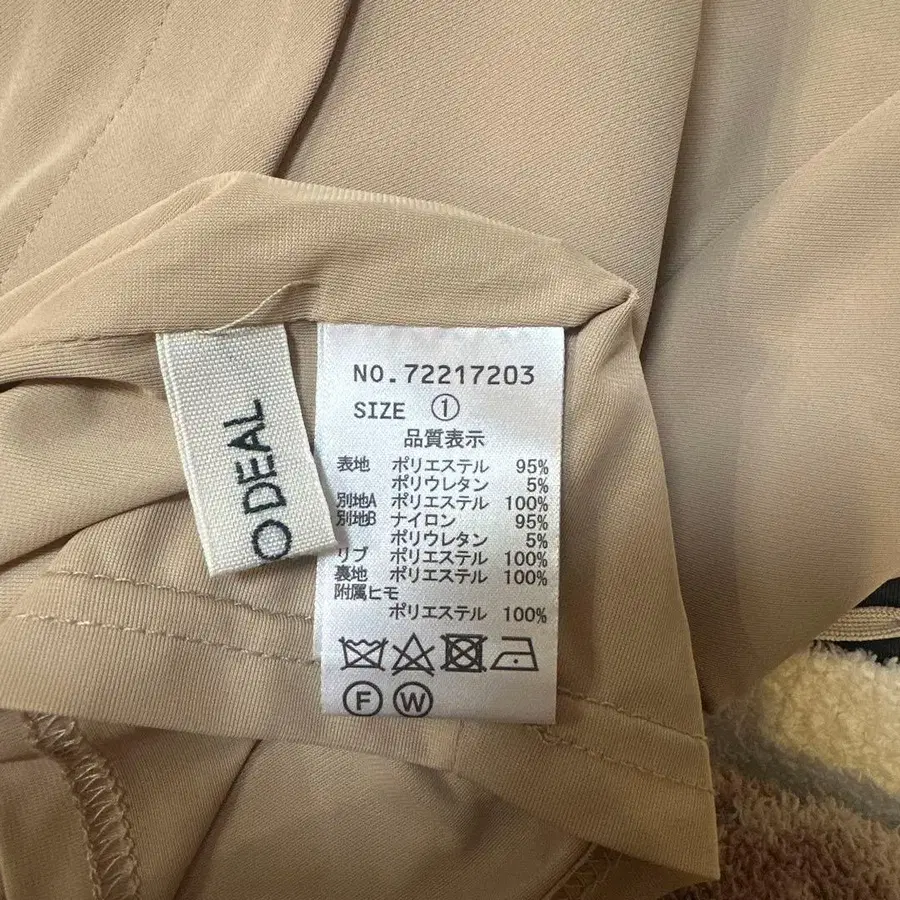 O DEAL
NO.72217203
SIZE ①
品質表示
表地 ポリエステル 95%
ポリウレタン 5%
別地A ポリエステル 100%
別地B ナイロン 95%
ポリウレタン 5%
リブ ポリエステル 100%
裏地 ポリエステル 100%
附属ヒモ
ポリエステル 100%
F W